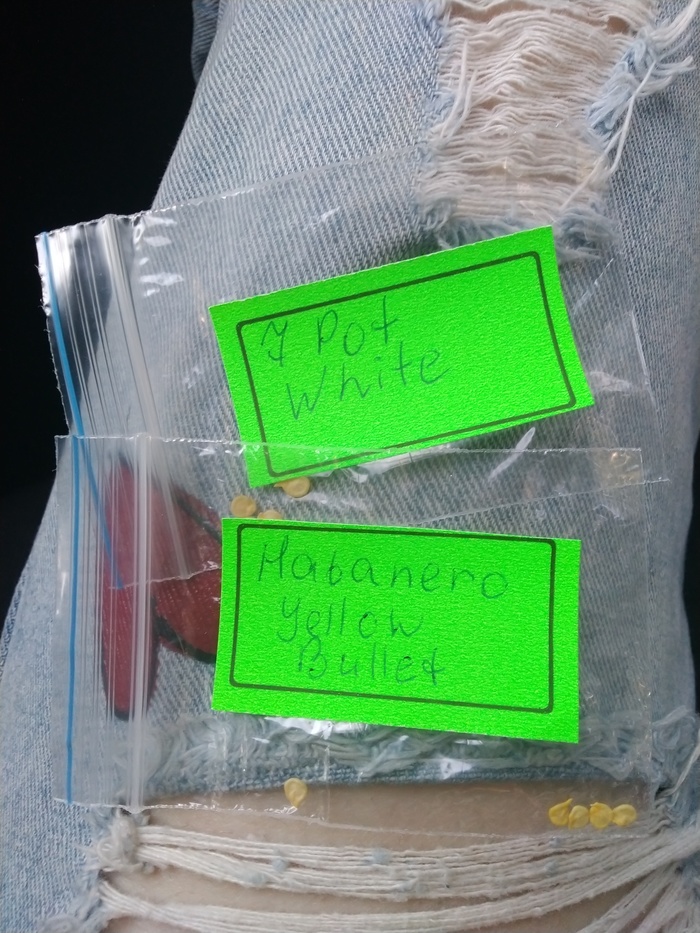 7 Pot
White
Habanero
Yellow
Bullet